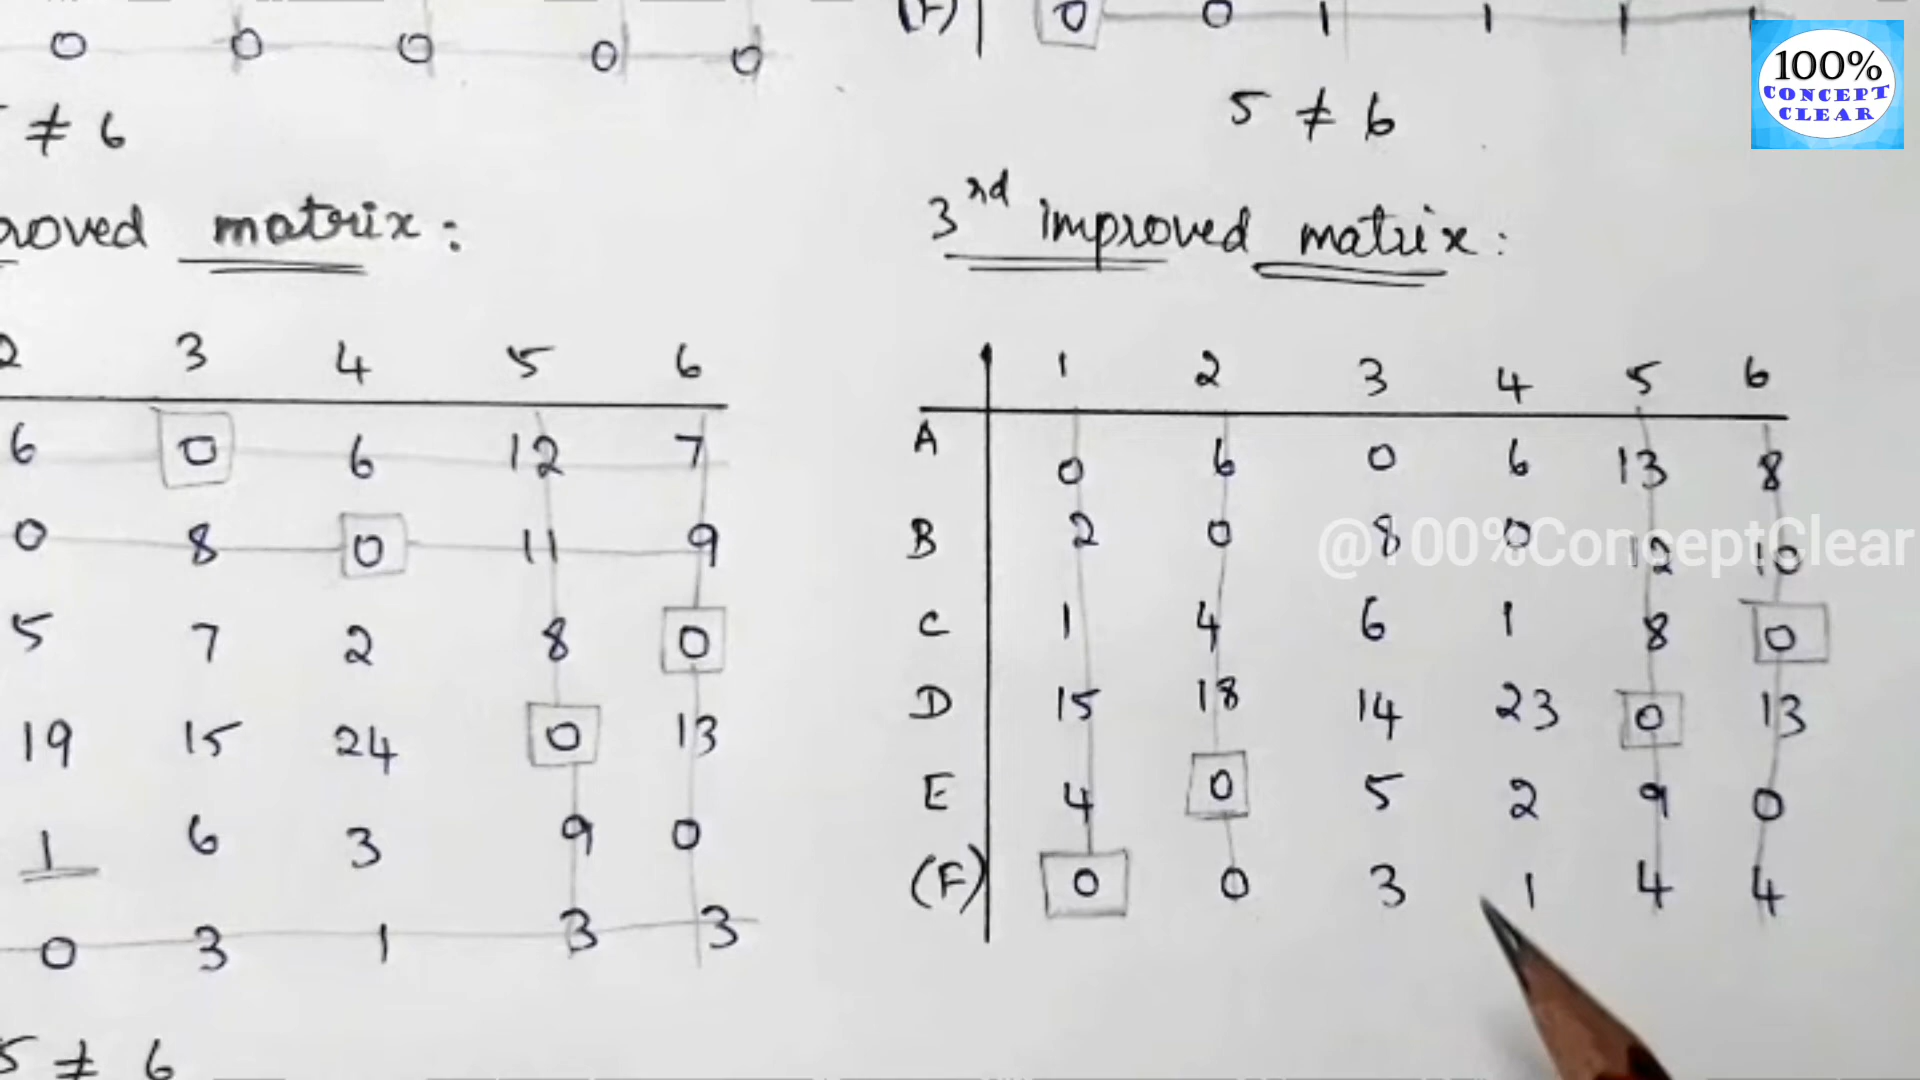 0 0 0 0 0
≠ 6
roved matrix:
2 3 4 5 6
6 0 6 12 7
0 8 0 11 9
5 7 2 8 0
19 15 24 0 13
1 6 3 9 0
0 3 1 3 3
5 ≠ 6
(F) 0 0 1 1 1 1
5 ≠ 6
3rd improved matrix:
1 2 3 4 5 6
A 0 6 0 6 13 8
B 2 0 8 0 12 10
C 1 4 6 1 8 0
D 15 18 14 23 0 13
E 4 0 5 2 9 0
(F) 0 0 3 1 4 4
100%
CONCEPT
CLEAR
@100%ConceptClear